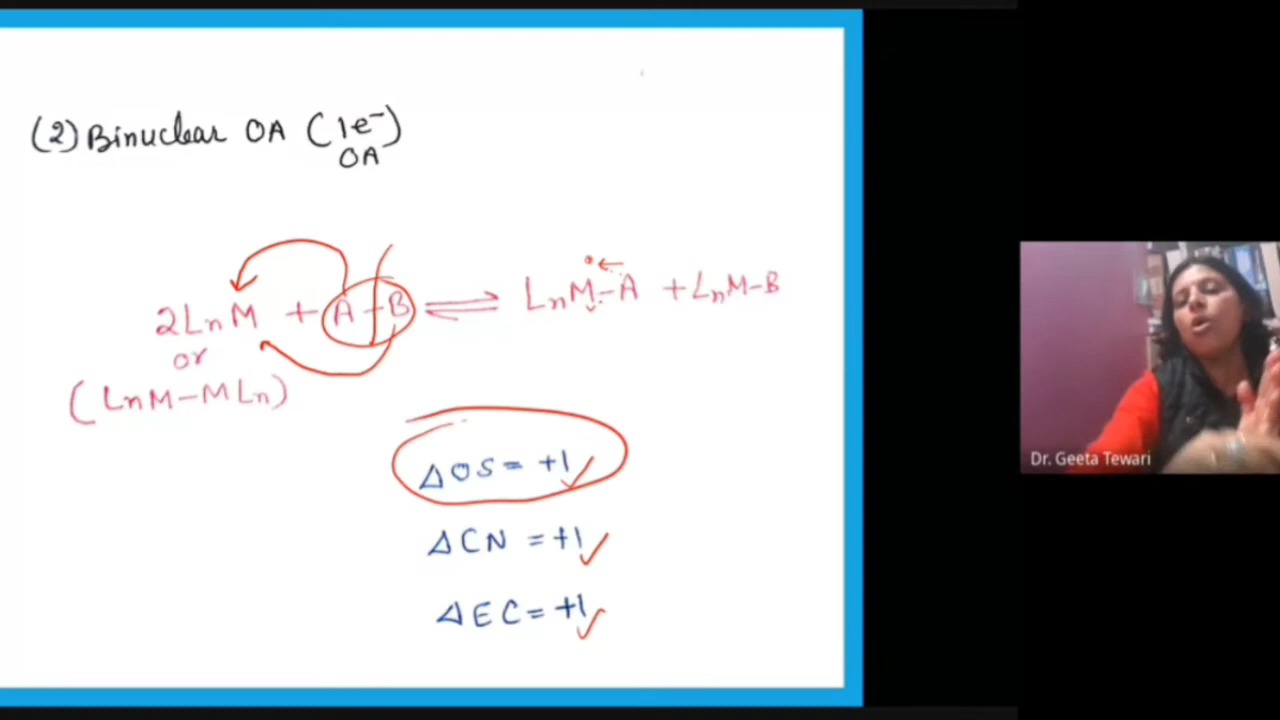 (2) Binuclear OA (1e⁻)
OA
2LnM + A-B ⇌ LnM-A + LnM-B
or
(LnM-MLn)
ΔOS = +1
ΔCN = +1
ΔEC = +1
Dr. Geeta Tewari